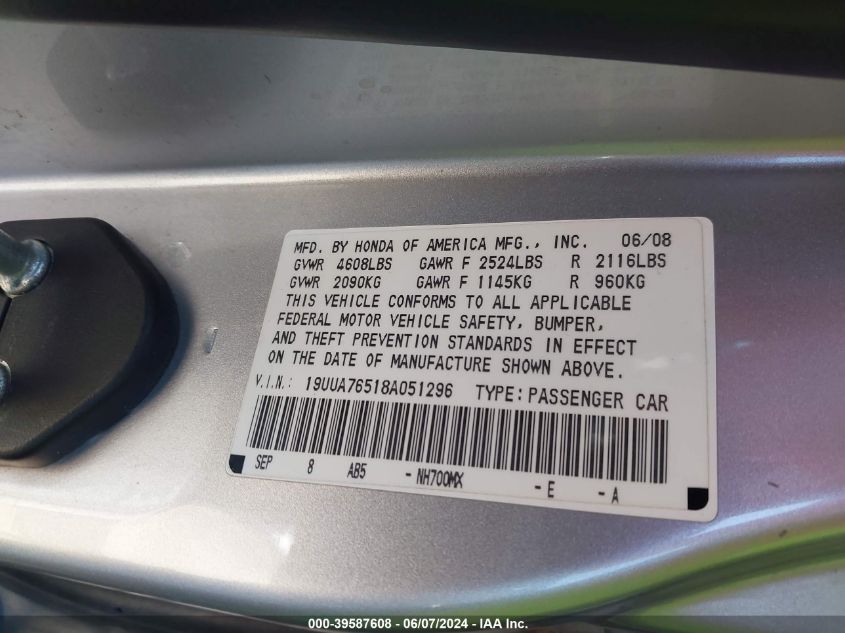 MFD. BY HONDA OF AMERICA MFG., INC. 06/08
GVWR 4608LBS GAWR F 2524LBS R 2116LBS
GVWR 2090KG GAWR F 1145KG R 960KG
THIS VEHICLE CONFORMS TO ALL APPLICABLE
FEDERAL MOTOR VEHICLE SAFETY, BUMPER,
AND THEFT PREVENTION STANDARDS IN EFFECT
ON THE DATE OF MANUFACTURE SHOWN ABOVE.
V.I.N.: 19UUA76518A051296 TYPE: PASSENGER CAR
SEP 8 AB5 -NH700MX -E -A
000-39587608 - 06/07/2024 - IAA Inc.